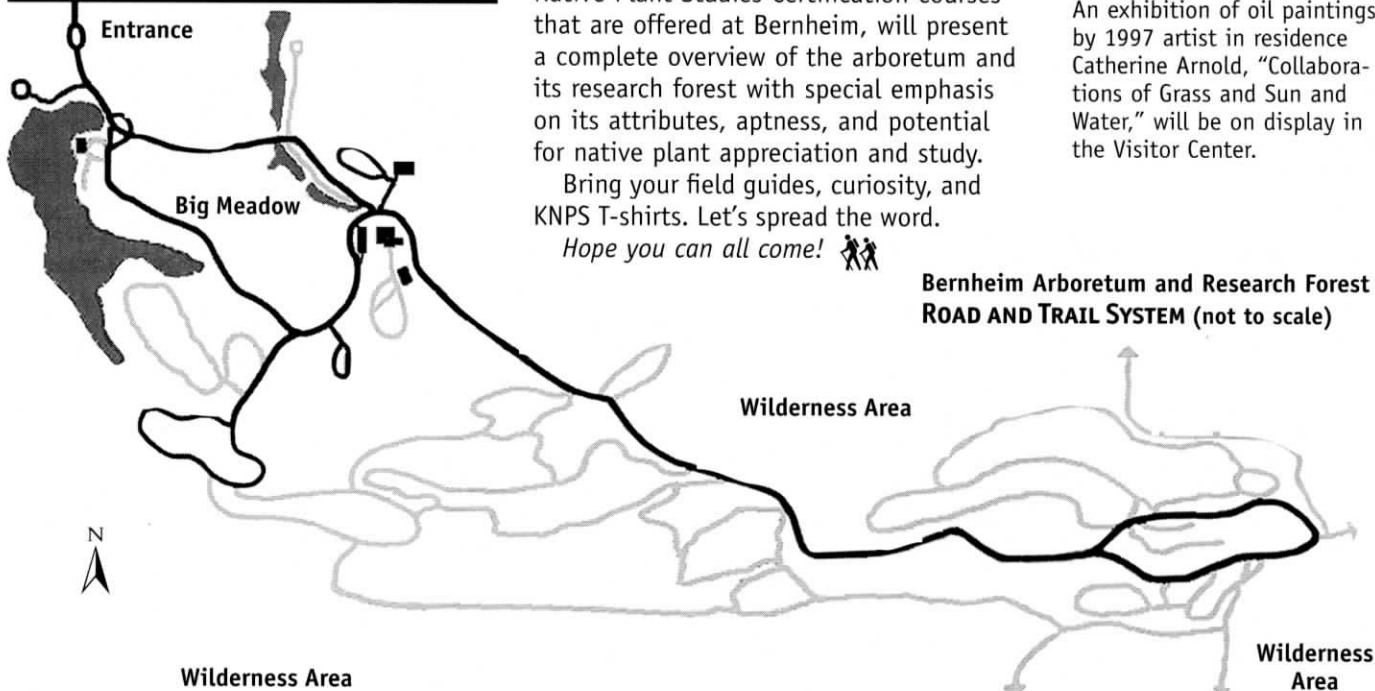 Native Plant Studies Certification courses
that are offered at Bernheim, will present
a complete overview of the arboretum and
its research forest with special emphasis
on its attributes, aptness, and potential
for native plant appreciation and study.
Bring your field guides, curiosity, and
KNPS T-shirts. Let's spread the word.
Hope you can all come!
An exhibition of oil paintings
by 1997 artist in residence
Catherine Arnold, “Collabora-
tions of Grass and Sun and
Water,” will be on display in
the Visitor Center.
Bernheim Arboretum and Research Forest
ROAD AND TRAIL SYSTEM (not to scale)
Entrance
Big Meadow
Wilderness Area
N
Wilderness Area
Wilderness
Area